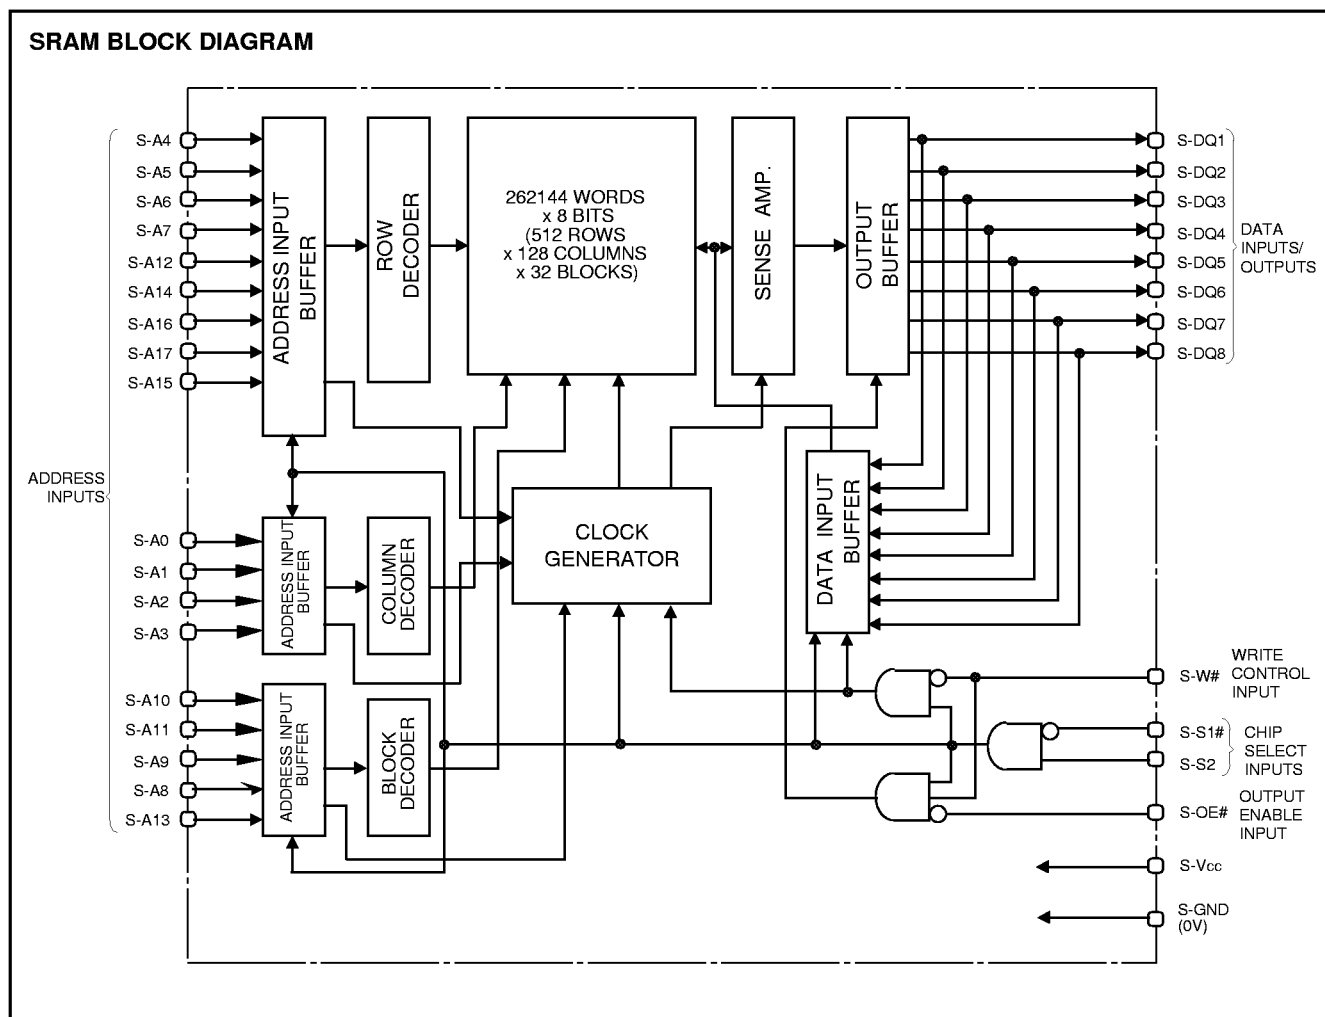 SRAM BLOCK DIAGRAM
S-A4
S-A5
S-A6
S-A7
S-A12
S-A14
S-A16
S-A17
S-A15
ADDRESS
INPUTS
S-A0
S-A1
S-A2
S-A3
S-A10
S-A11
S-A9
S-A8
S-A13
ADDRESS INPUT
BUFFER
ROW
DECODER
262144 WORDS
x 8 BITS
(512 ROWS
x 128 COLUMNS
x 32 BLOCKS)
SENSE AMP.
OUTPUT
BUFFER
ADDRESS INPUT
BUFFER
COLUMN
DECODER
CLOCK
GENERATOR
DATA INPUT
BUFFER
ADDRESS INPUT
BUFFER
BLOCK
DECODER
S-DQ1
S-DQ2
S-DQ3
S-DQ4
S-DQ5
S-DQ6
S-DQ7
S-DQ8
DATA
INPUTS/
OUTPUTS
S-W#
WRITE
CONTROL
INPUT
S-S1#
S-S2
CHIP
SELECT
INPUTS
S-OE#
OUTPUT
ENABLE
INPUT
S-Vcc
S-GND
(0V)